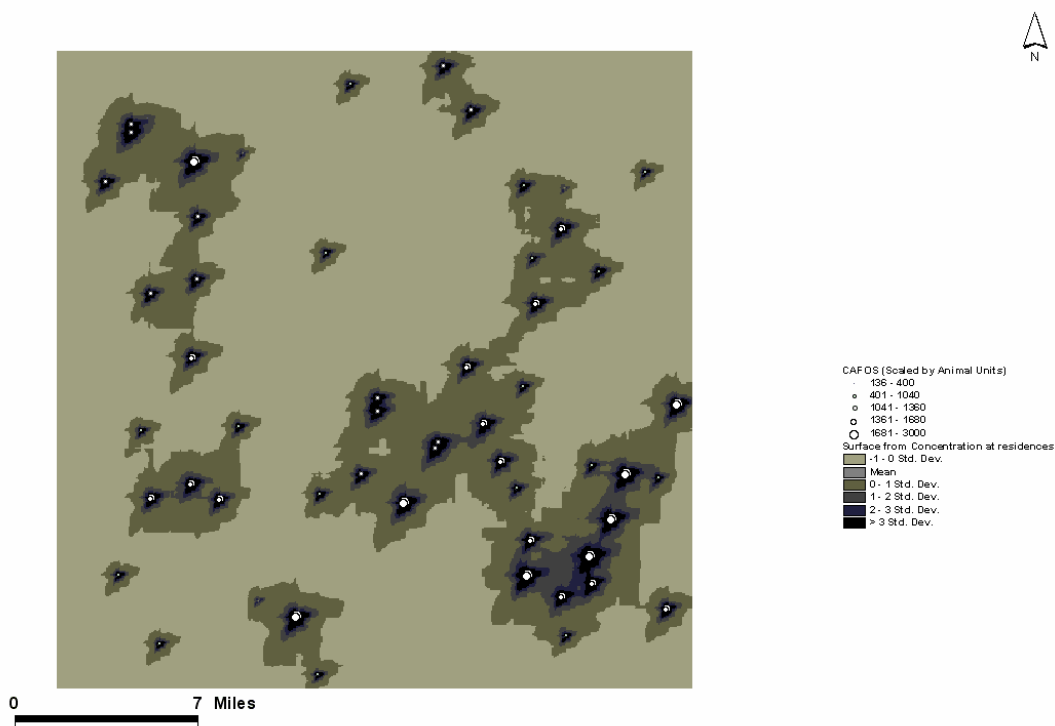 N
CAFOS (Scaled by Animal Units)
136 - 400
401 - 1040
1041 - 1360
1361 - 1680
1681 - 3000
Surface from Concentration at residences
-1 - 0 Std. Dev.
Mean
0 - 1 Std. Dev.
1 - 2 Std. Dev.
2 - 3 Std. Dev.
> 3 Std. Dev.
0 7 Miles